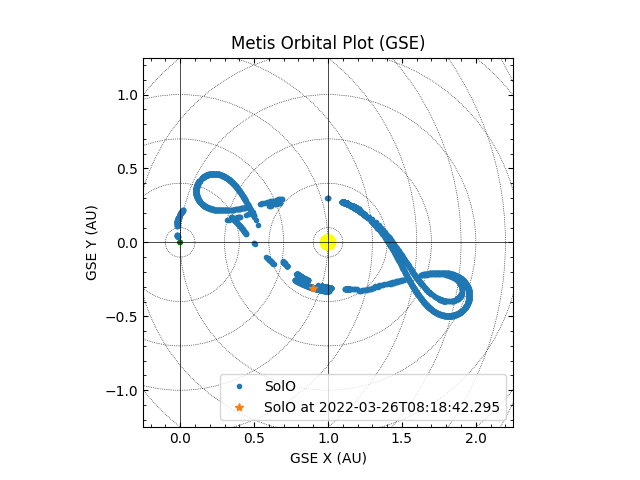 Metis Orbital Plot (GSE)
GSE Y (AU)
1.0
0.5
0.0
−0.5
−1.0
SolO
SolO at 2022-03-26T08:18:42.295
0.0 0.5 1.0 1.5 2.0
GSE X (AU)